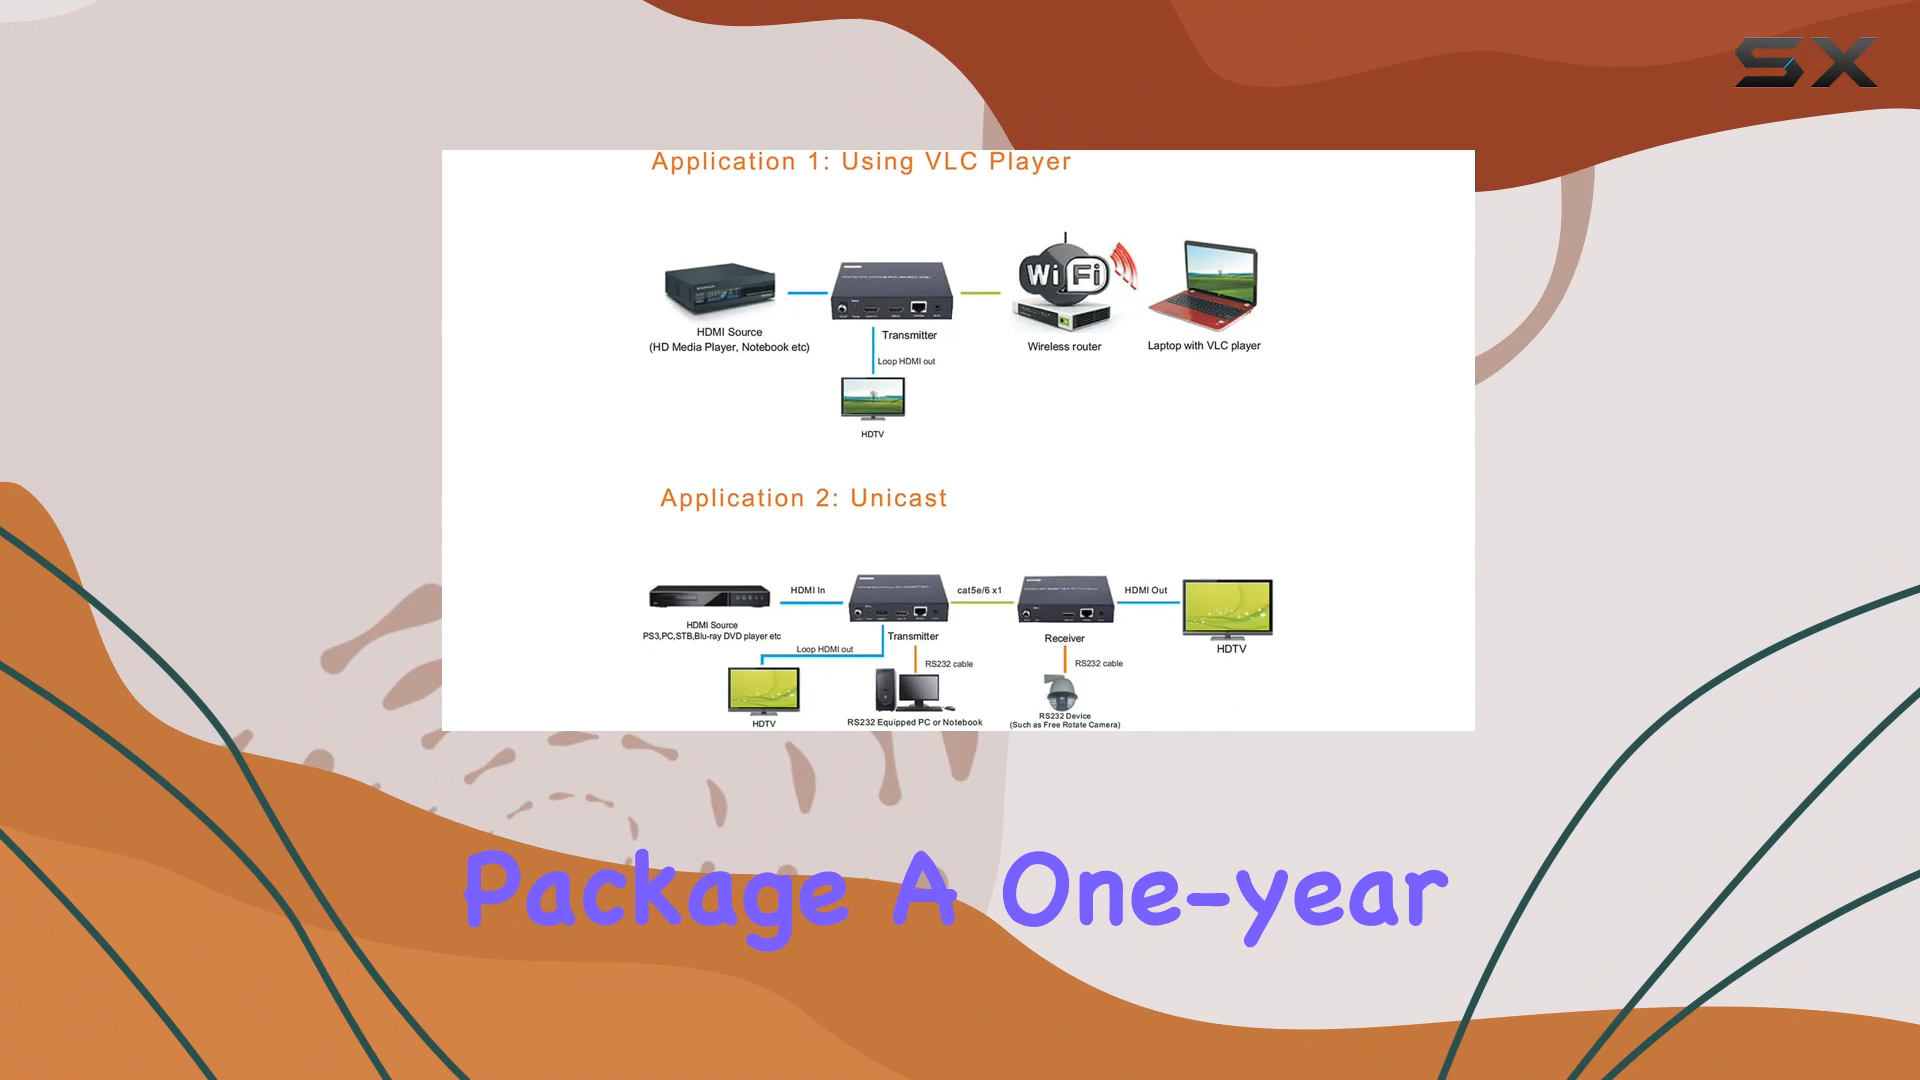 SX
Application 1: Using VLC Player
WiFi
HDMI Source
(HD Media Player, Notebook etc)
Transmitter
Loop HDMI out
Wireless router
Laptop with VLC player
HDTV
Application 2: Unicast
HDMI In
cat5e/6 x1
HDMI Out
HDMI Source
PS3,PC,STB,Blu-ray DVD player etc
Transmitter
Receiver
HDTV
Loop HDMI out
RS232 cable
RS232 cable
HDTV
RS232 Equipped PC or Notebook
RS232 Device
(Such as Free Rotate Camera)
Package A One-year